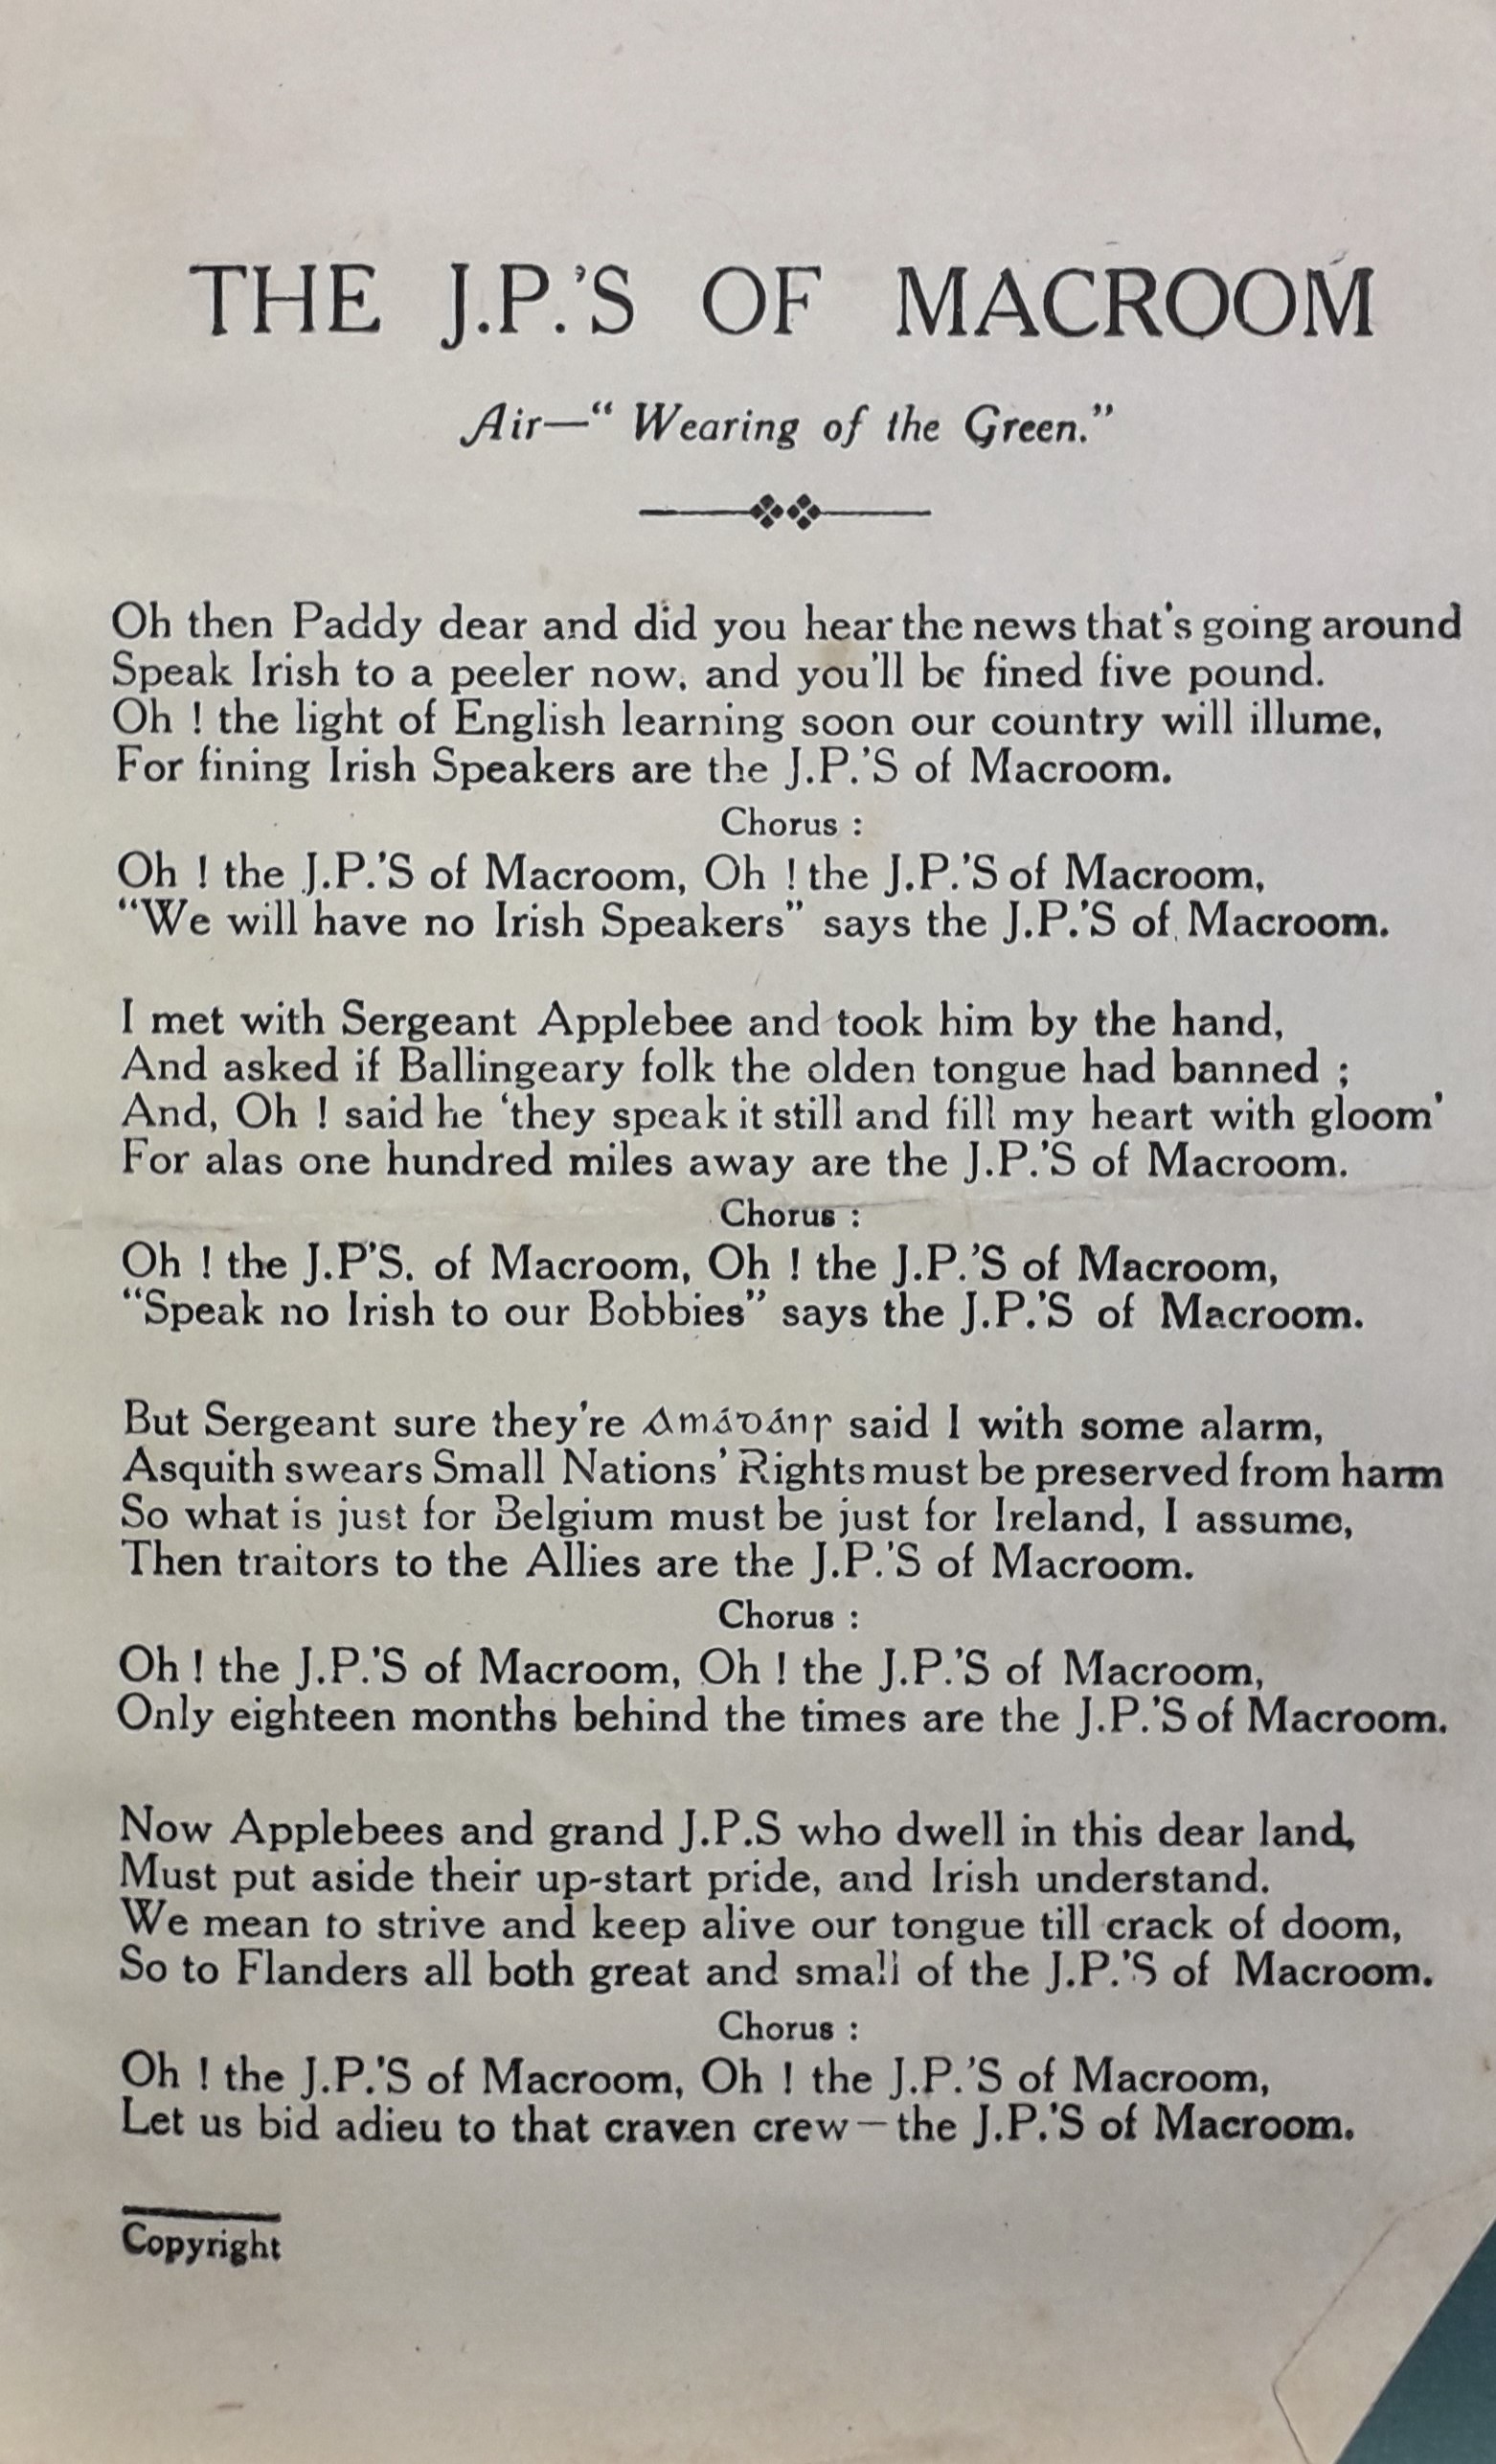 THE J.P.'S OF MACROOM
Air—“ Wearing of the Green.”
Oh then Paddy dear and did you hear the news that's going around
Speak Irish to a peeler now, and you'll be fined five pound.
Oh ! the light of English learning soon our country will illume,
For fining Irish Speakers are the J.P.'S of Macroom.
Chorus :
Oh ! the J.P.'S of Macroom, Oh ! the J.P.'S of Macroom,
“We will have no Irish Speakers” says the J.P.'S of Macroom.
I met with Sergeant Applebee and took him by the hand,
And asked if Ballingeary folk the olden tongue had banned ;
And, Oh ! said he ‘they speak it still and fill my heart with gloom’
For alas one hundred miles away are the J.P.'S of Macroom.
Chorus :
Oh ! the J.P'S. of Macroom, Oh ! the J.P.'S of Macroom,
“Speak no Irish to our Bobbies” says the J.P.'S of Macroom.
But Sergeant sure they're Amáḋánꞃ said I with some alarm,
Asquith swears Small Nations' Rights must be preserved from harm
So what is just for Belgium must be just for Ireland, I assume,
Then traitors to the Allies are the J.P.'S of Macroom.
Chorus :
Oh ! the J.P.'S of Macroom, Oh ! the J.P.'S of Macroom,
Only eighteen months behind the times are the J.P.'S of Macroom.
Now Applebees and grand J.P.S who dwell in this dear land,
Must put aside their up-start pride, and Irish understand.
We mean to strive and keep alive our tongue till crack of doom,
So to Flanders all both great and small of the J.P.'S of Macroom.
Chorus :
Oh ! the J.P.'S of Macroom, Oh ! the J.P.'S of Macroom,
Let us bid adieu to that craven crew—the J.P.'S of Macroom.
Copyright